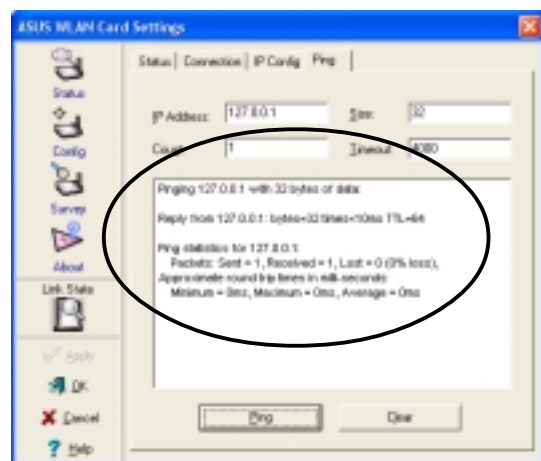 ASUS WLAN Card Settings
Status
Config
Survey
About
Link State
Apply
OK
Cancel
Help
Status Connection IP Config Ping
IP Address: 127.0.0.1 Size: 32
Count: 1 Timeout: 4000
Pinging 127.0.0.1 with 32 bytes of data:
Reply from 127.0.0.1: bytes=32 times<10ms TTL=64
Ping statistics for 127.0.0.1:
Packets: Sent = 1, Received = 1, Lost = 0 (0% loss),
Approximate round trip times in milli-seconds:
Minimum = 0ms, Maximum = 0ms, Average = 0ms
Ping Clear